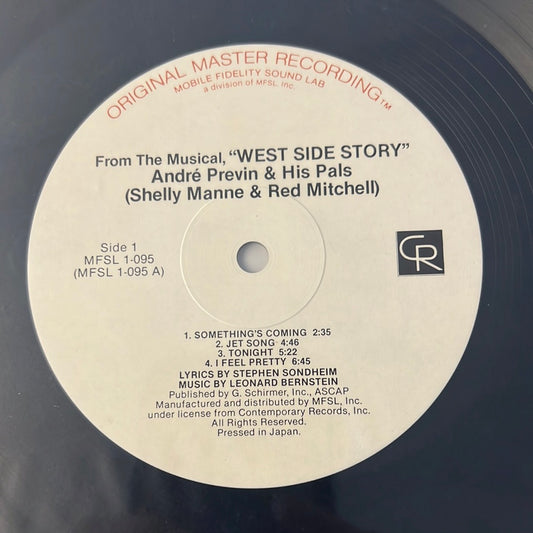 ORIGINAL MASTER RECORDING™
MOBILE FIDELITY SOUND LAB
a division of MFSL, Inc.
From The Musical, "WEST SIDE STORY"
André Previn & His Pals
(Shelly Manne & Red Mitchell)
Side 1
MFSL 1-095
(MFSL 1-095 A)
CR
1. SOMETHING'S COMING 2:35
2. JET SONG 4:46
3. TONIGHT 5:22
4. I FEEL PRETTY 6:45
LYRICS BY STEPHEN SONDHEIM
MUSIC BY LEONARD BERNSTEIN
Published by G. Schirmer, Inc., ASCAP
Manufactured and distributed by MFSL, Inc.
under license from Contemporary Records, Inc.
All Rights Reserved.
Pressed in Japan.